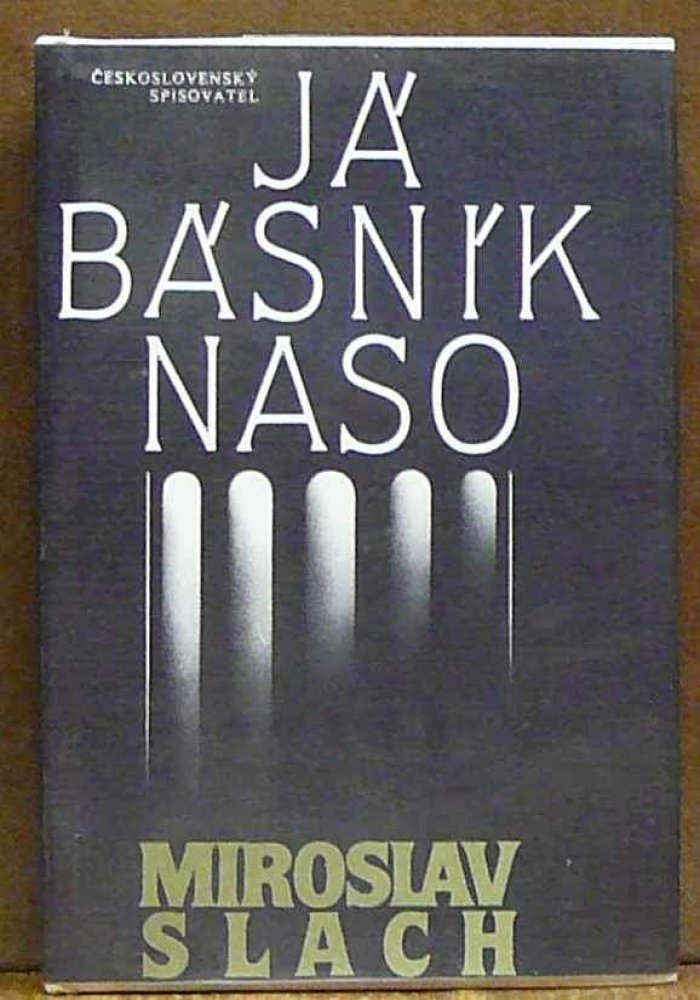 ČESKOSLOVENSKÝ
SPISOVATEL
JÁ
BÁSNÍK
NASO
MIROSLAV
SLACH